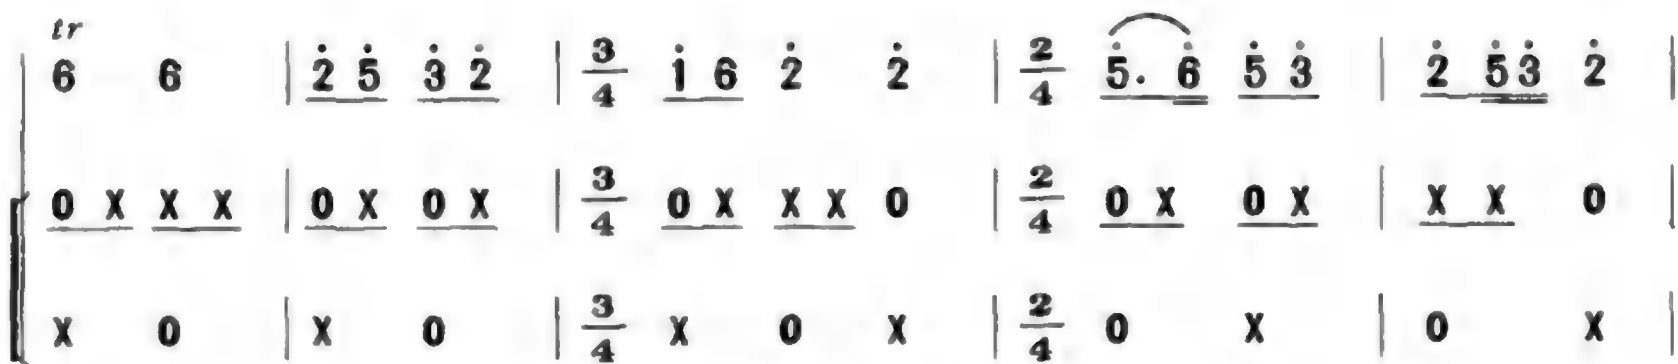 tr
6 6 | 2̇ 5̇ 3̇ 2̇ | 3/4 1̇ 6 2̇ 2̇ | 2/4 5̇. 6̇ 5̇ 3̇ | 2̇ 5̇ 3̇ 2̇ |
0 X X X | 0 X 0 X | 3/4 0 X X X 0 | 2/4 0 X 0 X | X X 0 |
X 0 | X 0 | 3/4 X 0 X | 2/4 0 X | 0 X |